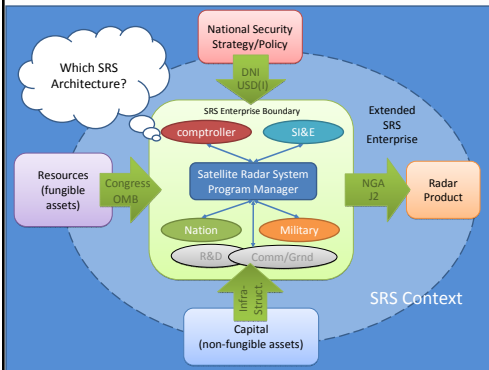 National Security
Strategy/Policy
Which SRS
Architecture?
DNI
USD(I)
SRS Enterprise Boundary
Extended
SRS
Enterprise
comptroller
SI&E
Resources
(fungible
assets)
Congress
OMB
Satellite Radar System
Program Manager
NGA
J2
Radar
Product
Nation
Military
R&D
Comm/Grnd
Infra-
Struct.
SRS Context
Capital
(non-fungible assets)